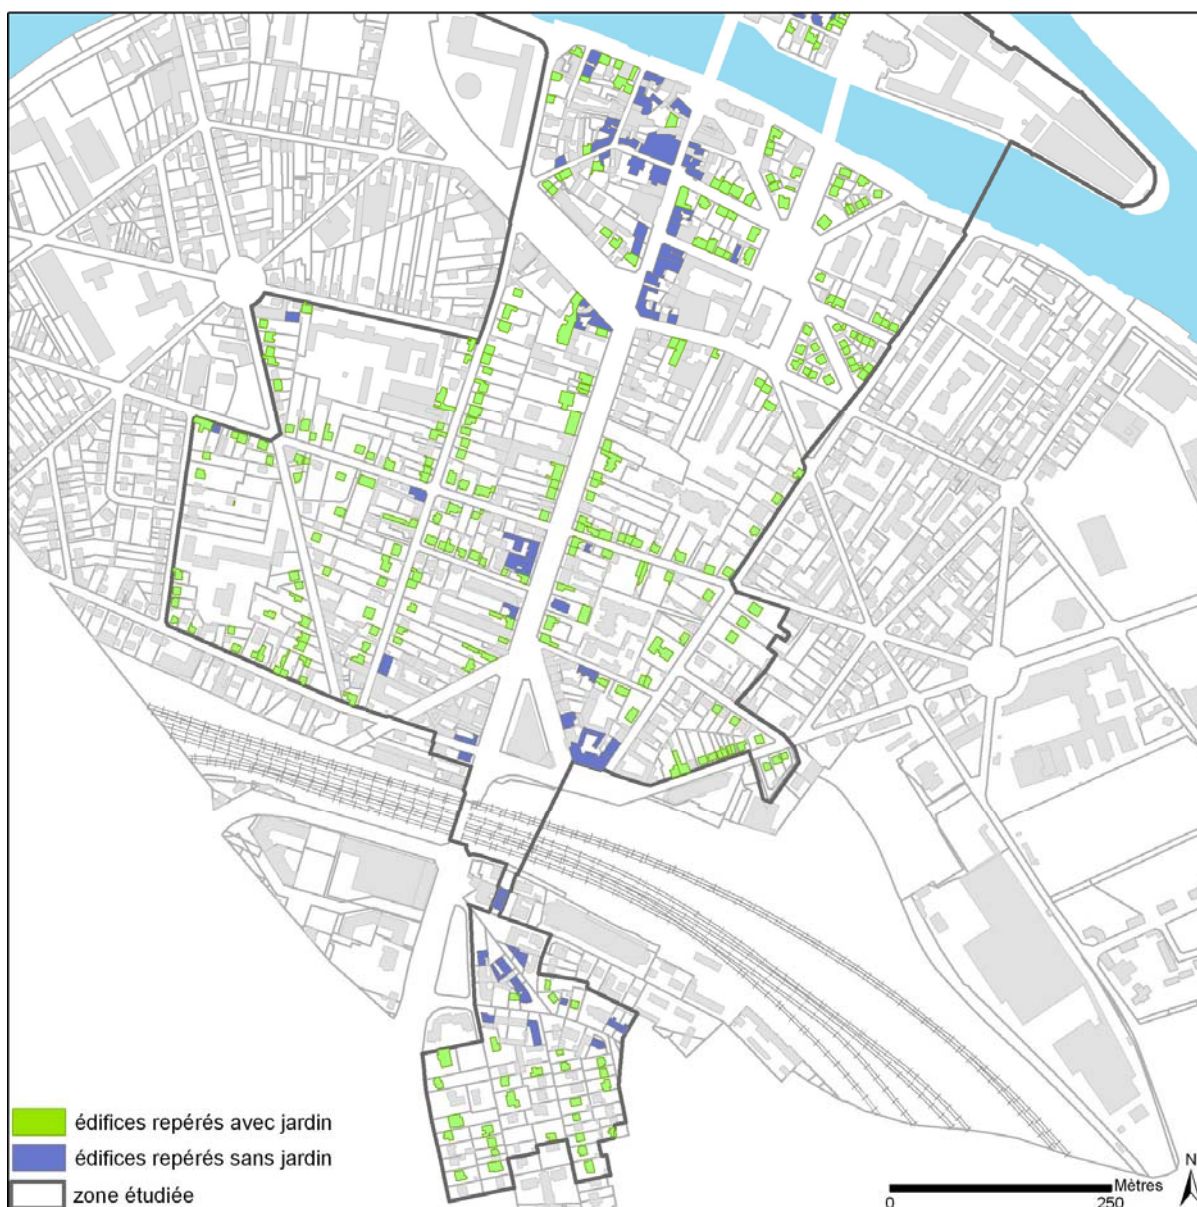 édifices repérés avec jardin
édifices repérés sans jardin
zone étudiée
N
Mètres
0 250